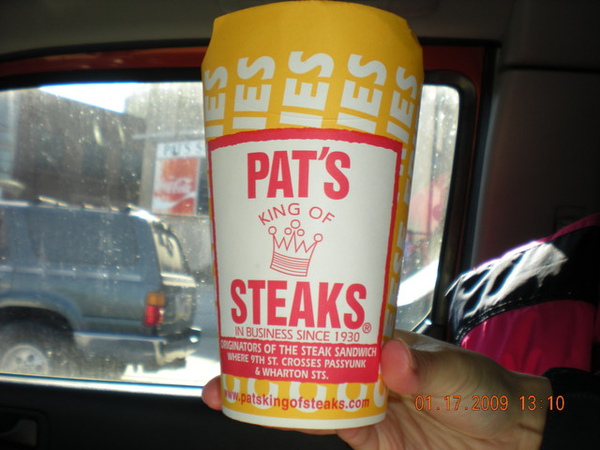 IES IES IES IES IES
PAT'S
KING OF
STEAKS®
IN BUSINESS SINCE 1930
ORIGINATORS OF THE STEAK SANDWICH
WHERE 9TH ST. CROSSES PASSYUNK
& WHARTON STS.
www.patskingofsteaks.com
01.17.2009 13:10